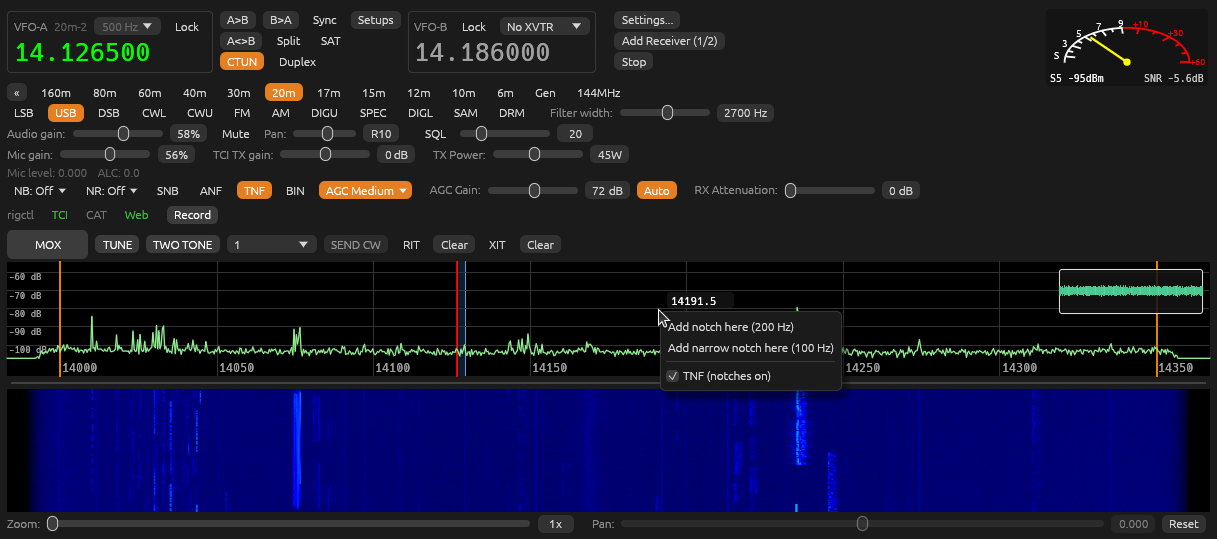 VFO-A 20m-2 500 Hz Lock
14.126500
A>B B>A Sync Setups
A<>B Split SAT
CTUN Duplex
VFO-B Lock No XVTR
14.186000
Settings...
Add Receiver (1/2)
Stop
S 3 5 7 9 +10 +30 +60
S5 -95dBm SNR -5.6dB
« 160m 80m 60m 40m 30m 20m 17m 15m 12m 10m 6m Gen 144MHz
LSB USB DSB CWL CWU FM AM DIGU SPEC DIGL SAM DRM Filter width: 2700 Hz
Audio gain: 58% Mute Pan: R10 SQL 20
Mic gain: 56% TCI TX gain: 0 dB TX Power: 45W
Mic level: 0.000 ALC: 0.0
NB: Off NR: Off SNB ANF TNF BIN AGC Medium AGC Gain: 72 dB Auto RX Attenuation: 0 dB
rigctl TCI CAT Web Record
MOX TUNE TWO TONE 1 SEND CW RIT Clear XIT Clear
-60 dB
-70 dB
-80 dB
-90 dB
-100 dB
14191.5
Add notch here (200 Hz)
Add narrow notch here (100 Hz)
TNF (notches on)
14000 14050 14100 14150 14250 14300 14350
Zoom: 1x Pan: 0.000 Reset